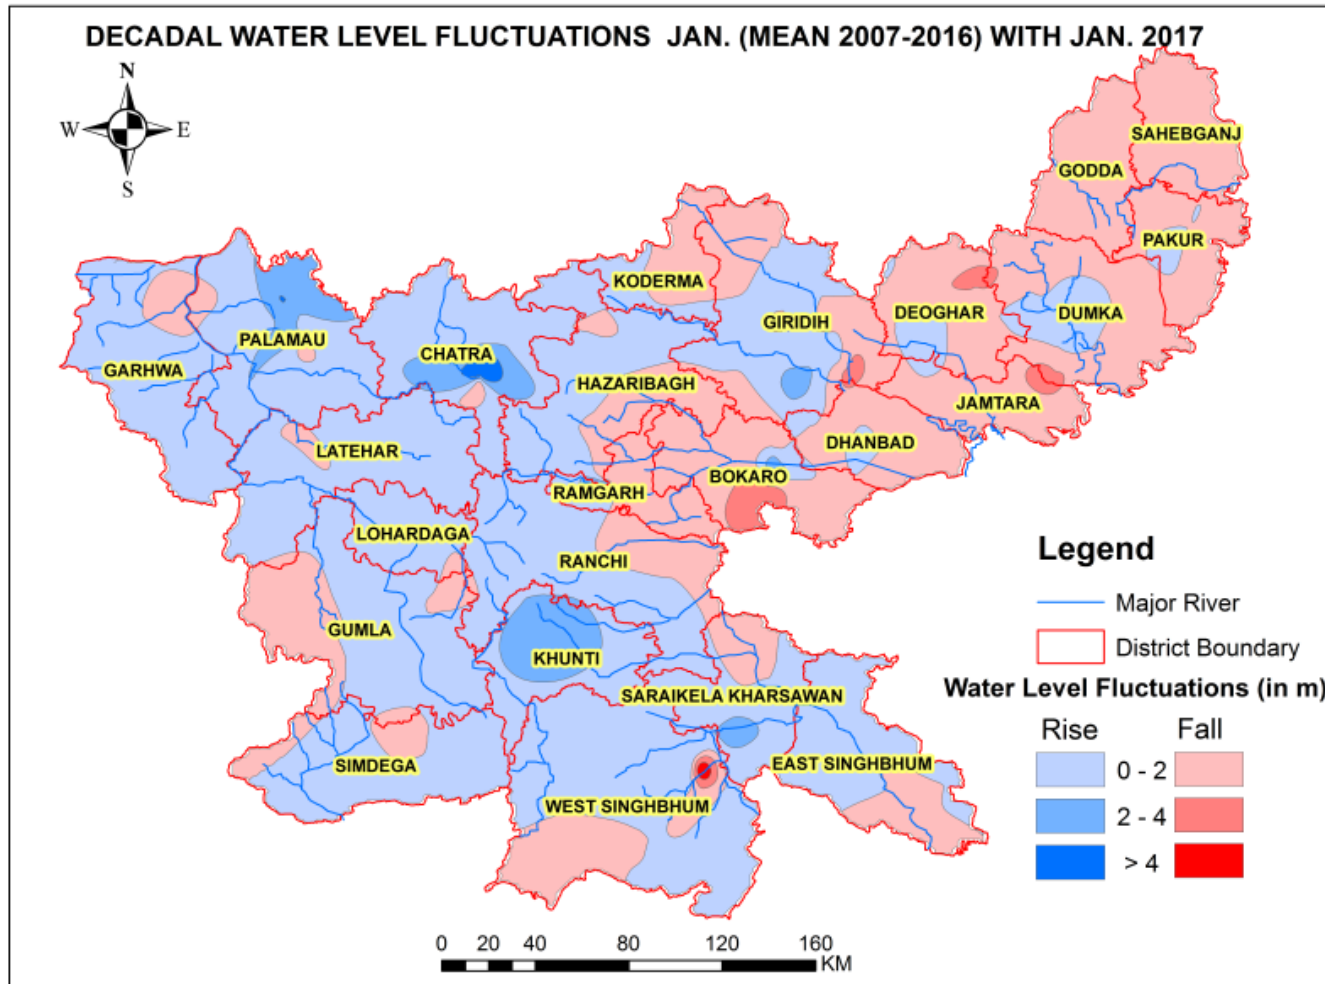 DECADAL WATER LEVEL FLUCTUATIONS JAN. (MEAN 2007-2016) WITH JAN. 2017
N
W E
S
SAHEBGANJ
GODDA
PAKUR
KODERMA
DEOGHAR
DUMKA
GIRIDIH
PALAMAU
CHATRA
GARHWA
HAZARIBAGH
JAMTARA
DHANBAD
LATEHAR
BOKARO
RAMGARH
LOHARDAGA
RANCHI
GUMLA
KHUNTI
SARAIKELA KHARSAWAN
SIMDEGA
EAST SINGHBHUM
WEST SINGHBHUM
Legend
Major River
District Boundary
Water Level Fluctuations (in m)
Rise Fall
0 - 2
2 - 4
> 4
0 20 40 80 120 160
KM